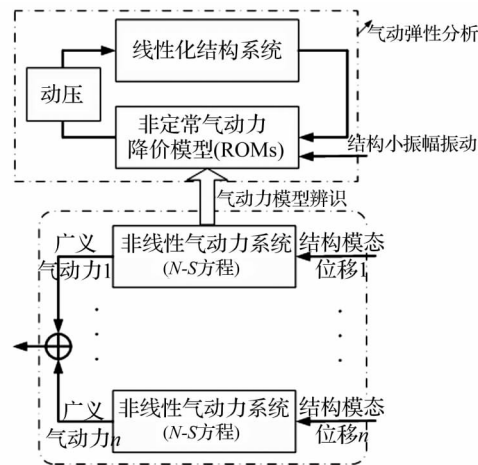 气动弹性分析
线性化结构系统
动压
非定常气动力
降价模型(ROMs)
结构小振幅振动
气动力模型辨识
广义
气动力1
非线性气动力系统
(N-S方程)
结构模态
位移1
广义
气动力n
非线性气动力系统
(N-S方程)
结构模态
位移n